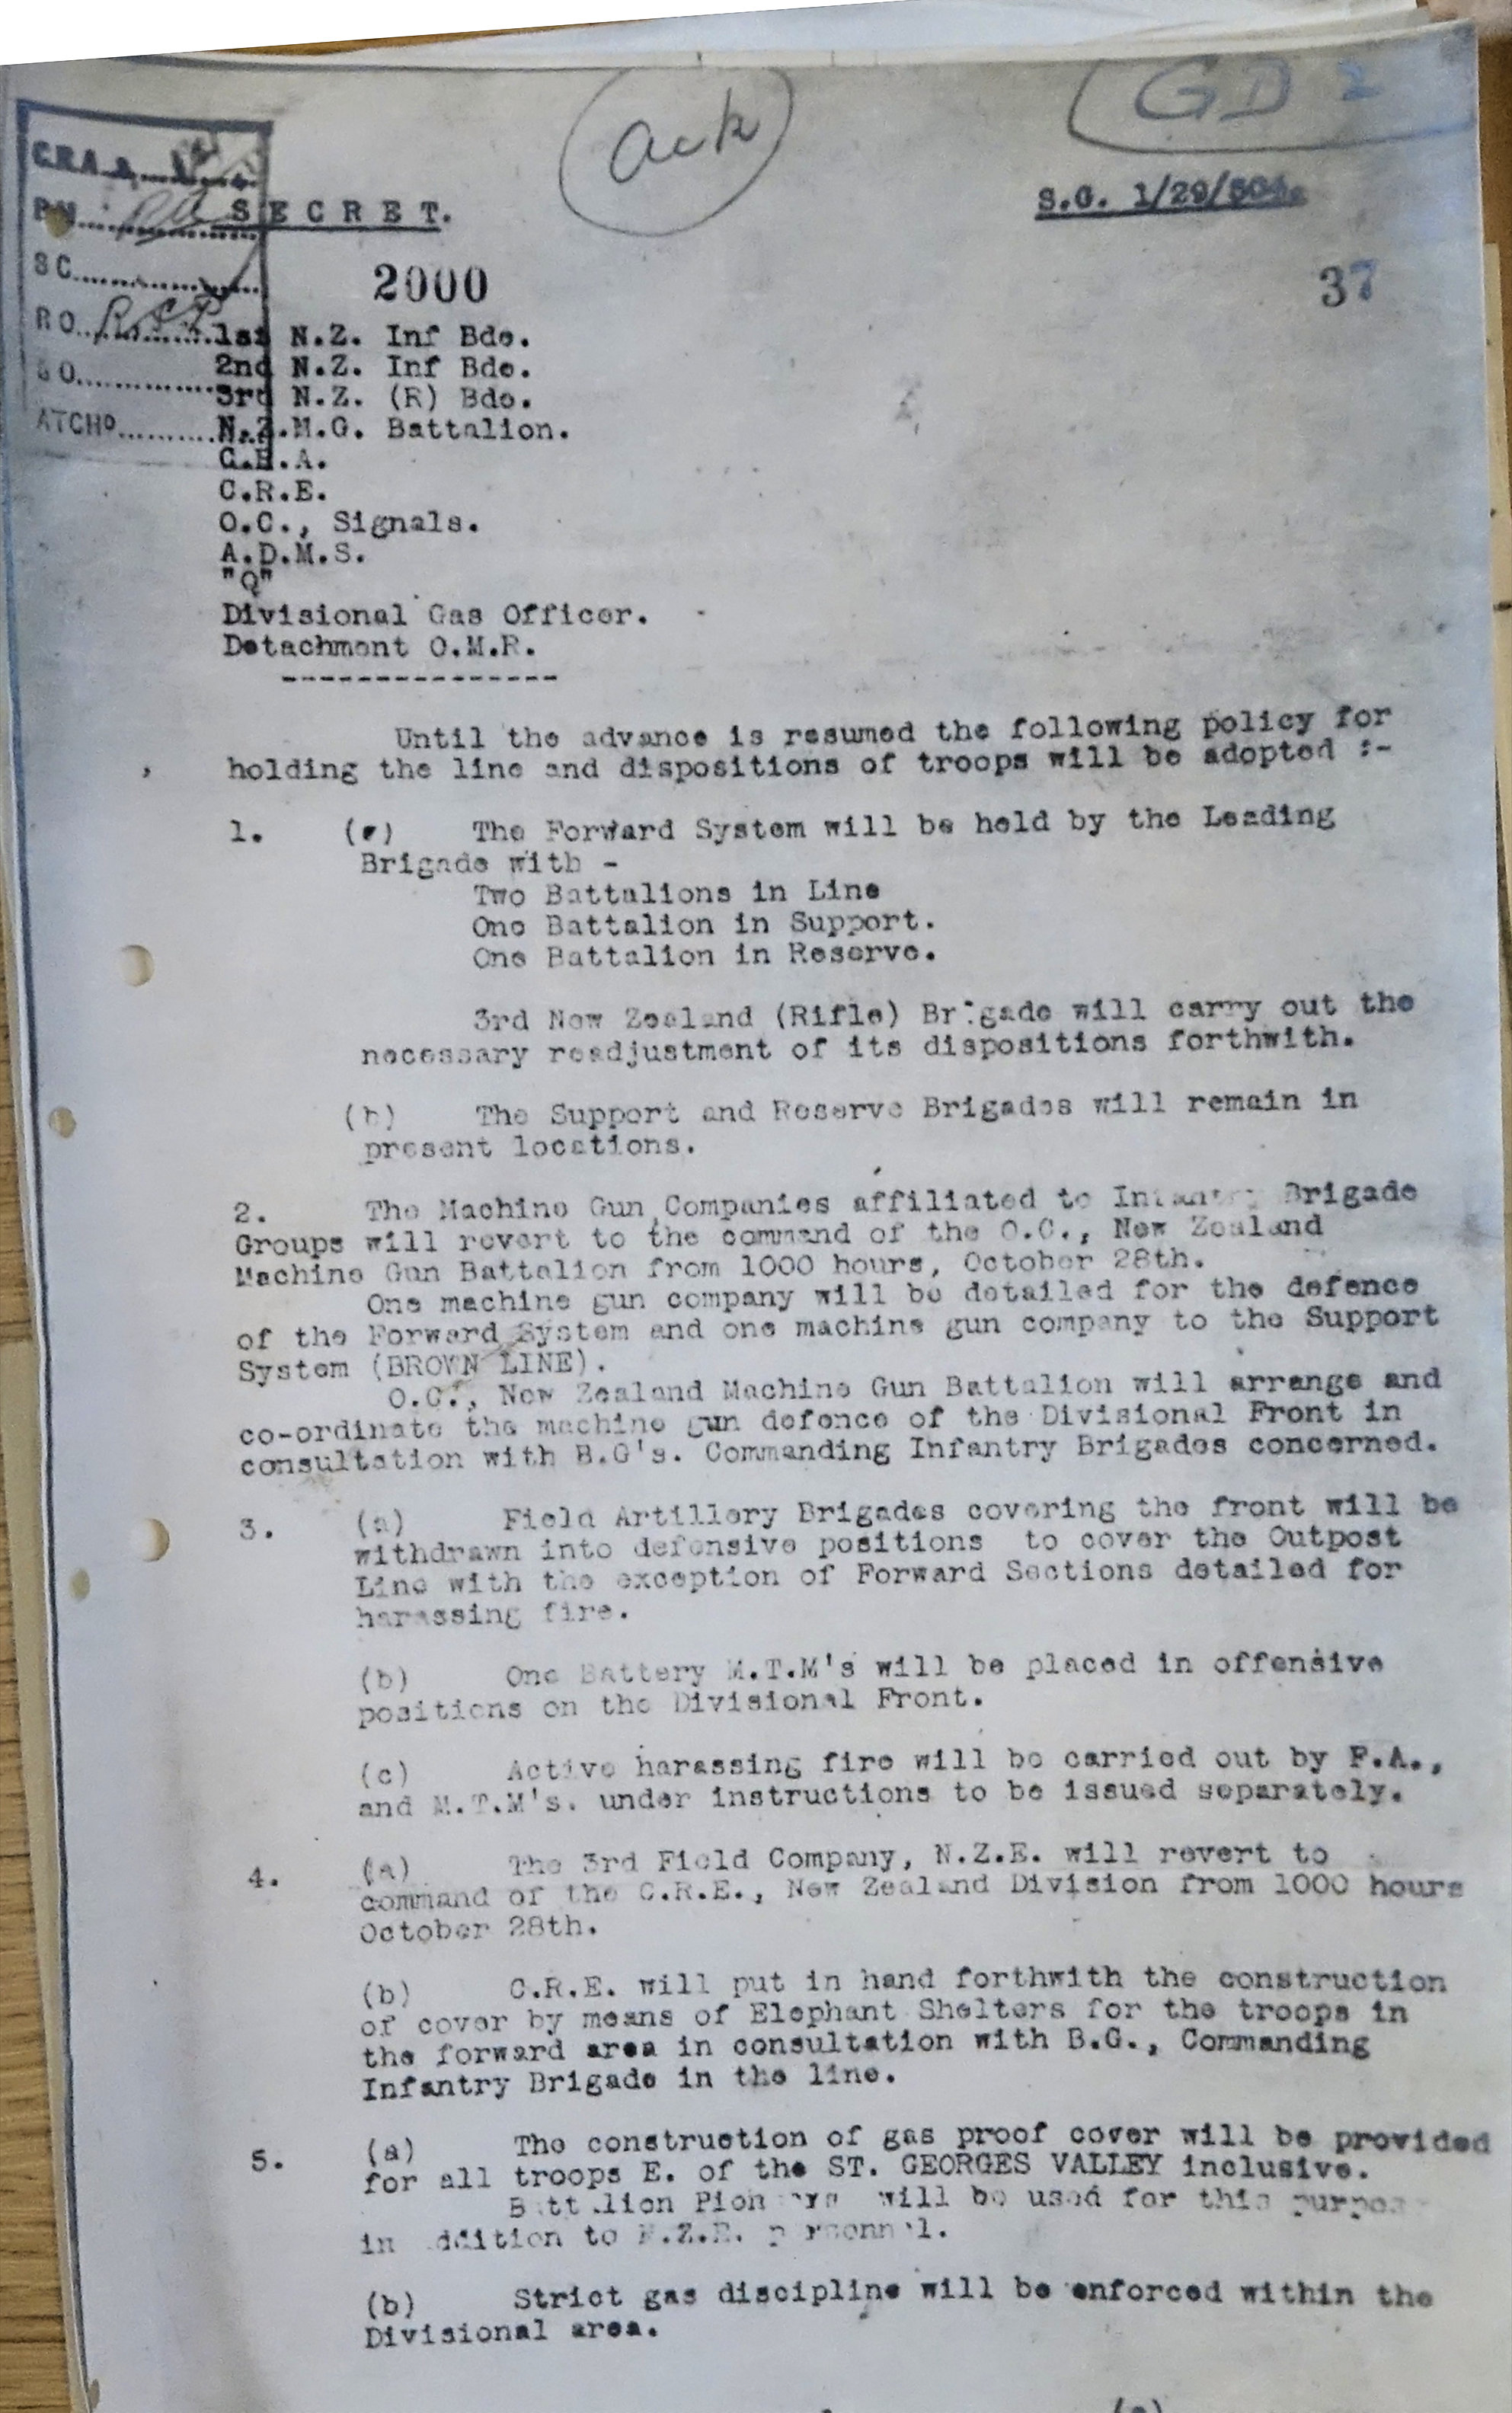 ack
GD 2
C.R.A.
S E C R E T.
S.G. 1/29/
SC
2000
37
RO
1st N.Z. Inf Bde.
2nd N.Z. Inf Bde.
3rd N.Z. (R) Bde.
ATCHD
N.Z.M.G. Battalion.
C.R.A.
C.R.E.
O.C., Signals.
A.D.M.S.
"Q"
Divisional Gas Officer.
Detachment O.M.R.
---------------
Until the advance is resumed the following policy for
holding the line and dispositions of troops will be adopted :-
1. (a) The Forward System will be held by the Leading
Brigade with -
Two Battalions in Line
One Battalion in Support.
One Battalion in Reserve.
3rd New Zealand (Rifle) Brigade will carry out the
necessary readjustment of its dispositions forthwith.
(b) The Support and Reserve Brigades will remain in
present locations.
2. The Machine Gun Companies affiliated to Infantry Brigade
Groups will revert to the command of the O.C., New Zealand
Machine Gun Battalion from 1000 hours, October 28th.
One machine gun company will be detailed for the defence
of the Forward System and one machine gun company to the Support
System (BROWN LINE).
O.C., New Zealand Machine Gun Battalion will arrange and
co-ordinate the machine gun defence of the Divisional Front in
consultation with B.G's. Commanding Infantry Brigades concerned.
3. (a) Field Artillery Brigades covering the front will be
withdrawn into defensive positions to cover the Outpost
Line with the exception of Forward Sections detailed for
harassing fire.
(b) One Battery M.T.M's will be placed in offensive
positions on the Divisional Front.
(c) Active harassing fire will be carried out by F.A.,
and M.T.M's. under instructions to be issued separately.
4. (a) The 3rd Field Company, N.Z.E. will revert to
command of the C.R.E., New Zealand Division from 1000 hours
October 28th.
(b) C.R.E. will put in hand forthwith the construction
of cover by means of Elephant Shelters for the troops in
the forward area in consultation with B.G., Commanding
Infantry Brigade in the line.
5. (a) The construction of gas proof cover will be provided
for all troops E. of the ST. GEORGES VALLEY inclusive.
Battalion Pioneers will be used for this purpose
in addition to N.Z.E. personnel.
(b) Strict gas discipline will be enforced within the
Divisional area.